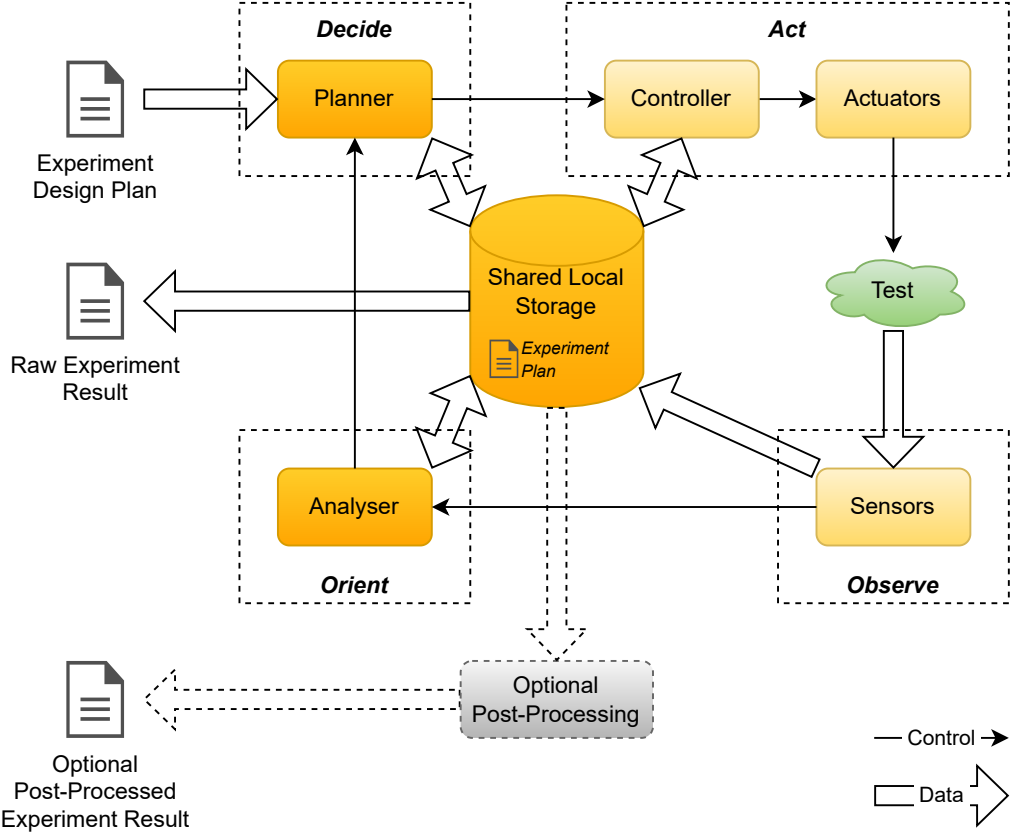 Decide
Act
Planner
Controller
Actuators
Experiment
Design Plan
Shared Local
Storage
Experiment
Plan
Test
Raw Experiment
Result
Analyser
Sensors
Orient
Observe
Optional
Post-Processing
Control
Data
Optional
Post-Processed
Experiment Result